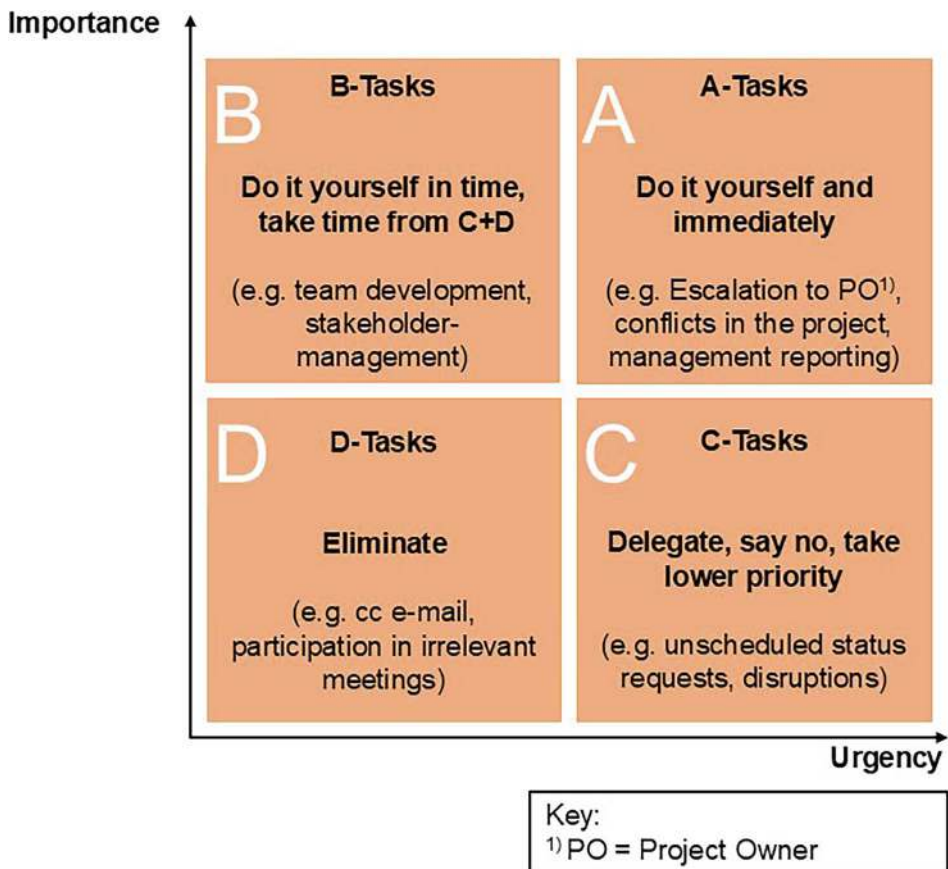 Importance
B
B-Tasks
Do it yourself in time,
take time from C+D
(e.g. team development,
stakeholder-
management)
A
A-Tasks
Do it yourself and
immediately
(e.g. Escalation to PO¹⁾,
conflicts in the project,
management reporting)
D
D-Tasks
Eliminate
(e.g. cc e-mail,
participation in irrelevant
meetings)
C
C-Tasks
Delegate, say no, take
lower priority
(e.g. unscheduled status
requests, disruptions)
Urgency
Key:
¹⁾ PO = Project Owner